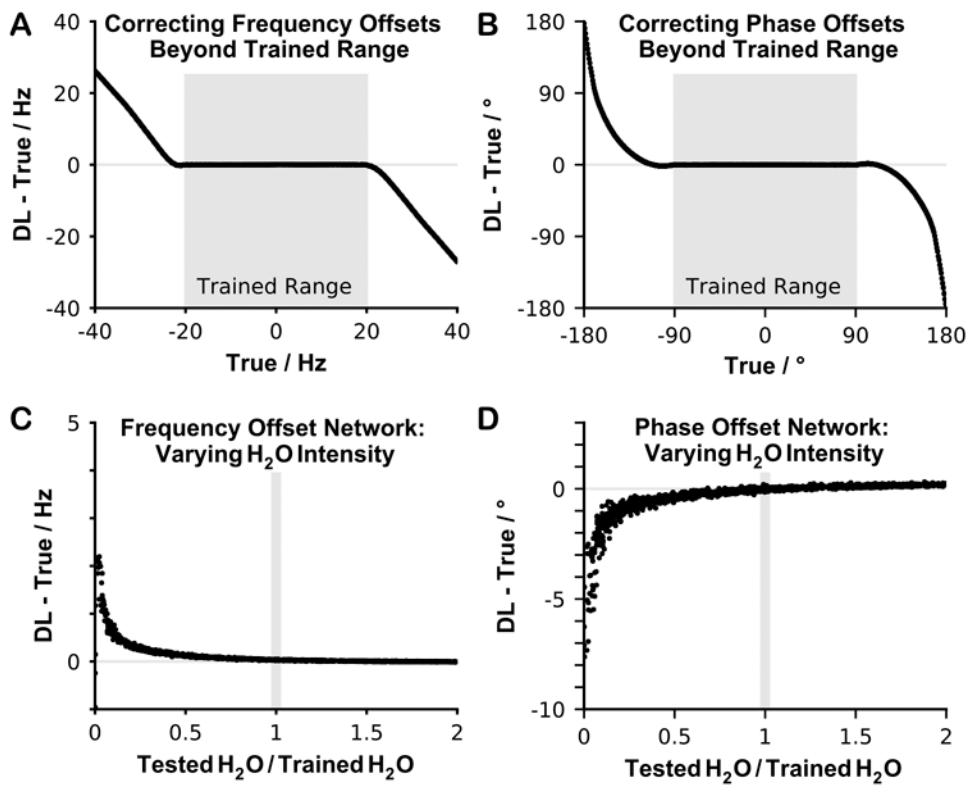 A
Correcting Frequency Offsets
Beyond Trained Range
DL - True / Hz
40
20
0
-20
-40
Trained Range
-40
-20
0
20
40
True / Hz
B
Correcting Phase Offsets
Beyond Trained Range
DL - True / °
180
90
0
-90
-180
Trained Range
-180
-90
0
90
180
True / °
C
Frequency Offset Network:
Varying H₂O Intensity
DL - True / Hz
5
0
0
0.5
1
1.5
2
Tested H₂O / Trained H₂O
D
Phase Offset Network:
Varying H₂O Intensity
DL - True / °
0
-5
-10
0
0.5
1
1.5
2
Tested H₂O / Trained H₂O